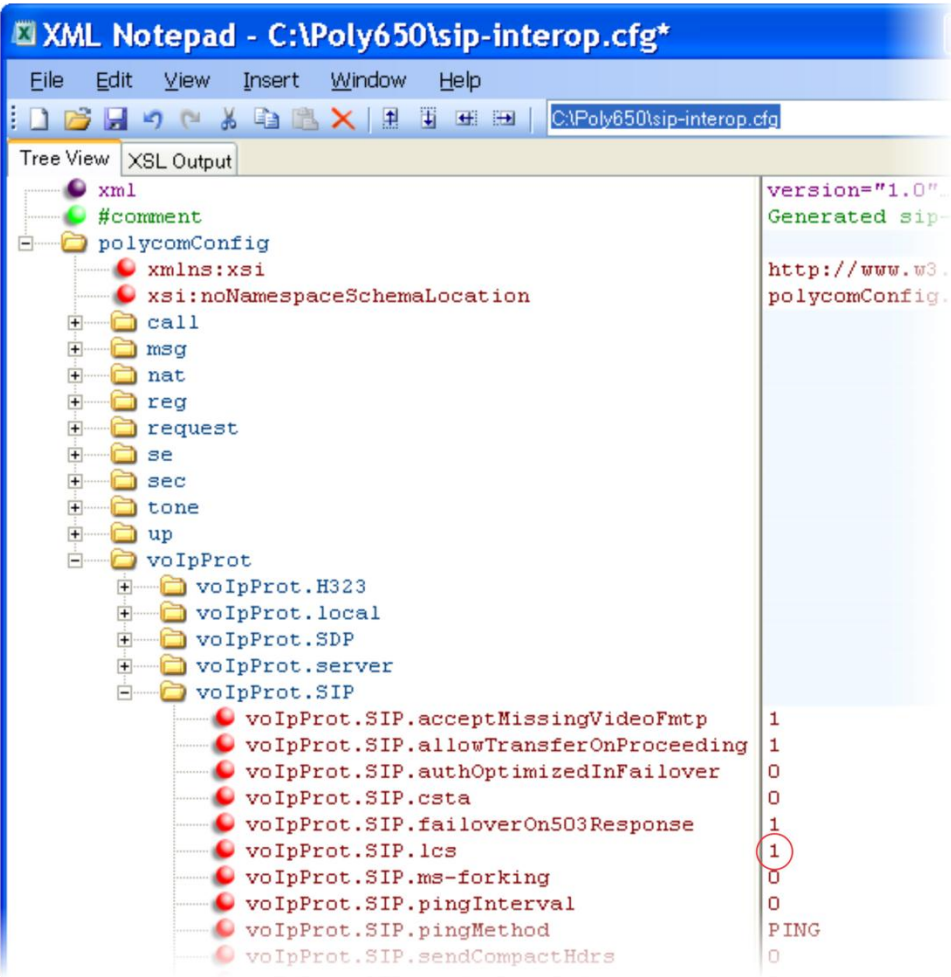 XML Notepad - C:\Poly650\sip-interop.cfg*
File Edit View Insert Window Help
C:\Poly650\sip-interop.cfg
Tree View XSL Output
xml version="1.0"
#comment Generated sip-
polycomConfig
xmlns:xsi http://www.w3.
xsi:noNamespaceSchemaLocation polycomConfig.
call
msg
nat
reg
request
se
sec
tone
up
voIpProt
voIpProt.H323
voIpProt.local
voIpProt.SDP
voIpProt.server
voIpProt.SIP
voIpProt.SIP.acceptMissingVideoFmtp 1
voIpProt.SIP.allowTransferOnProceeding 1
voIpProt.SIP.authOptimizedInFailover 0
voIpProt.SIP.csta 0
voIpProt.SIP.failoverOn503Response 1
voIpProt.SIP.lcs 1
voIpProt.SIP.ms-forking 0
voIpProt.SIP.pingInterval 0
voIpProt.SIP.pingMethod PING
voIpProt.SIP.sendCompactHdrs 0